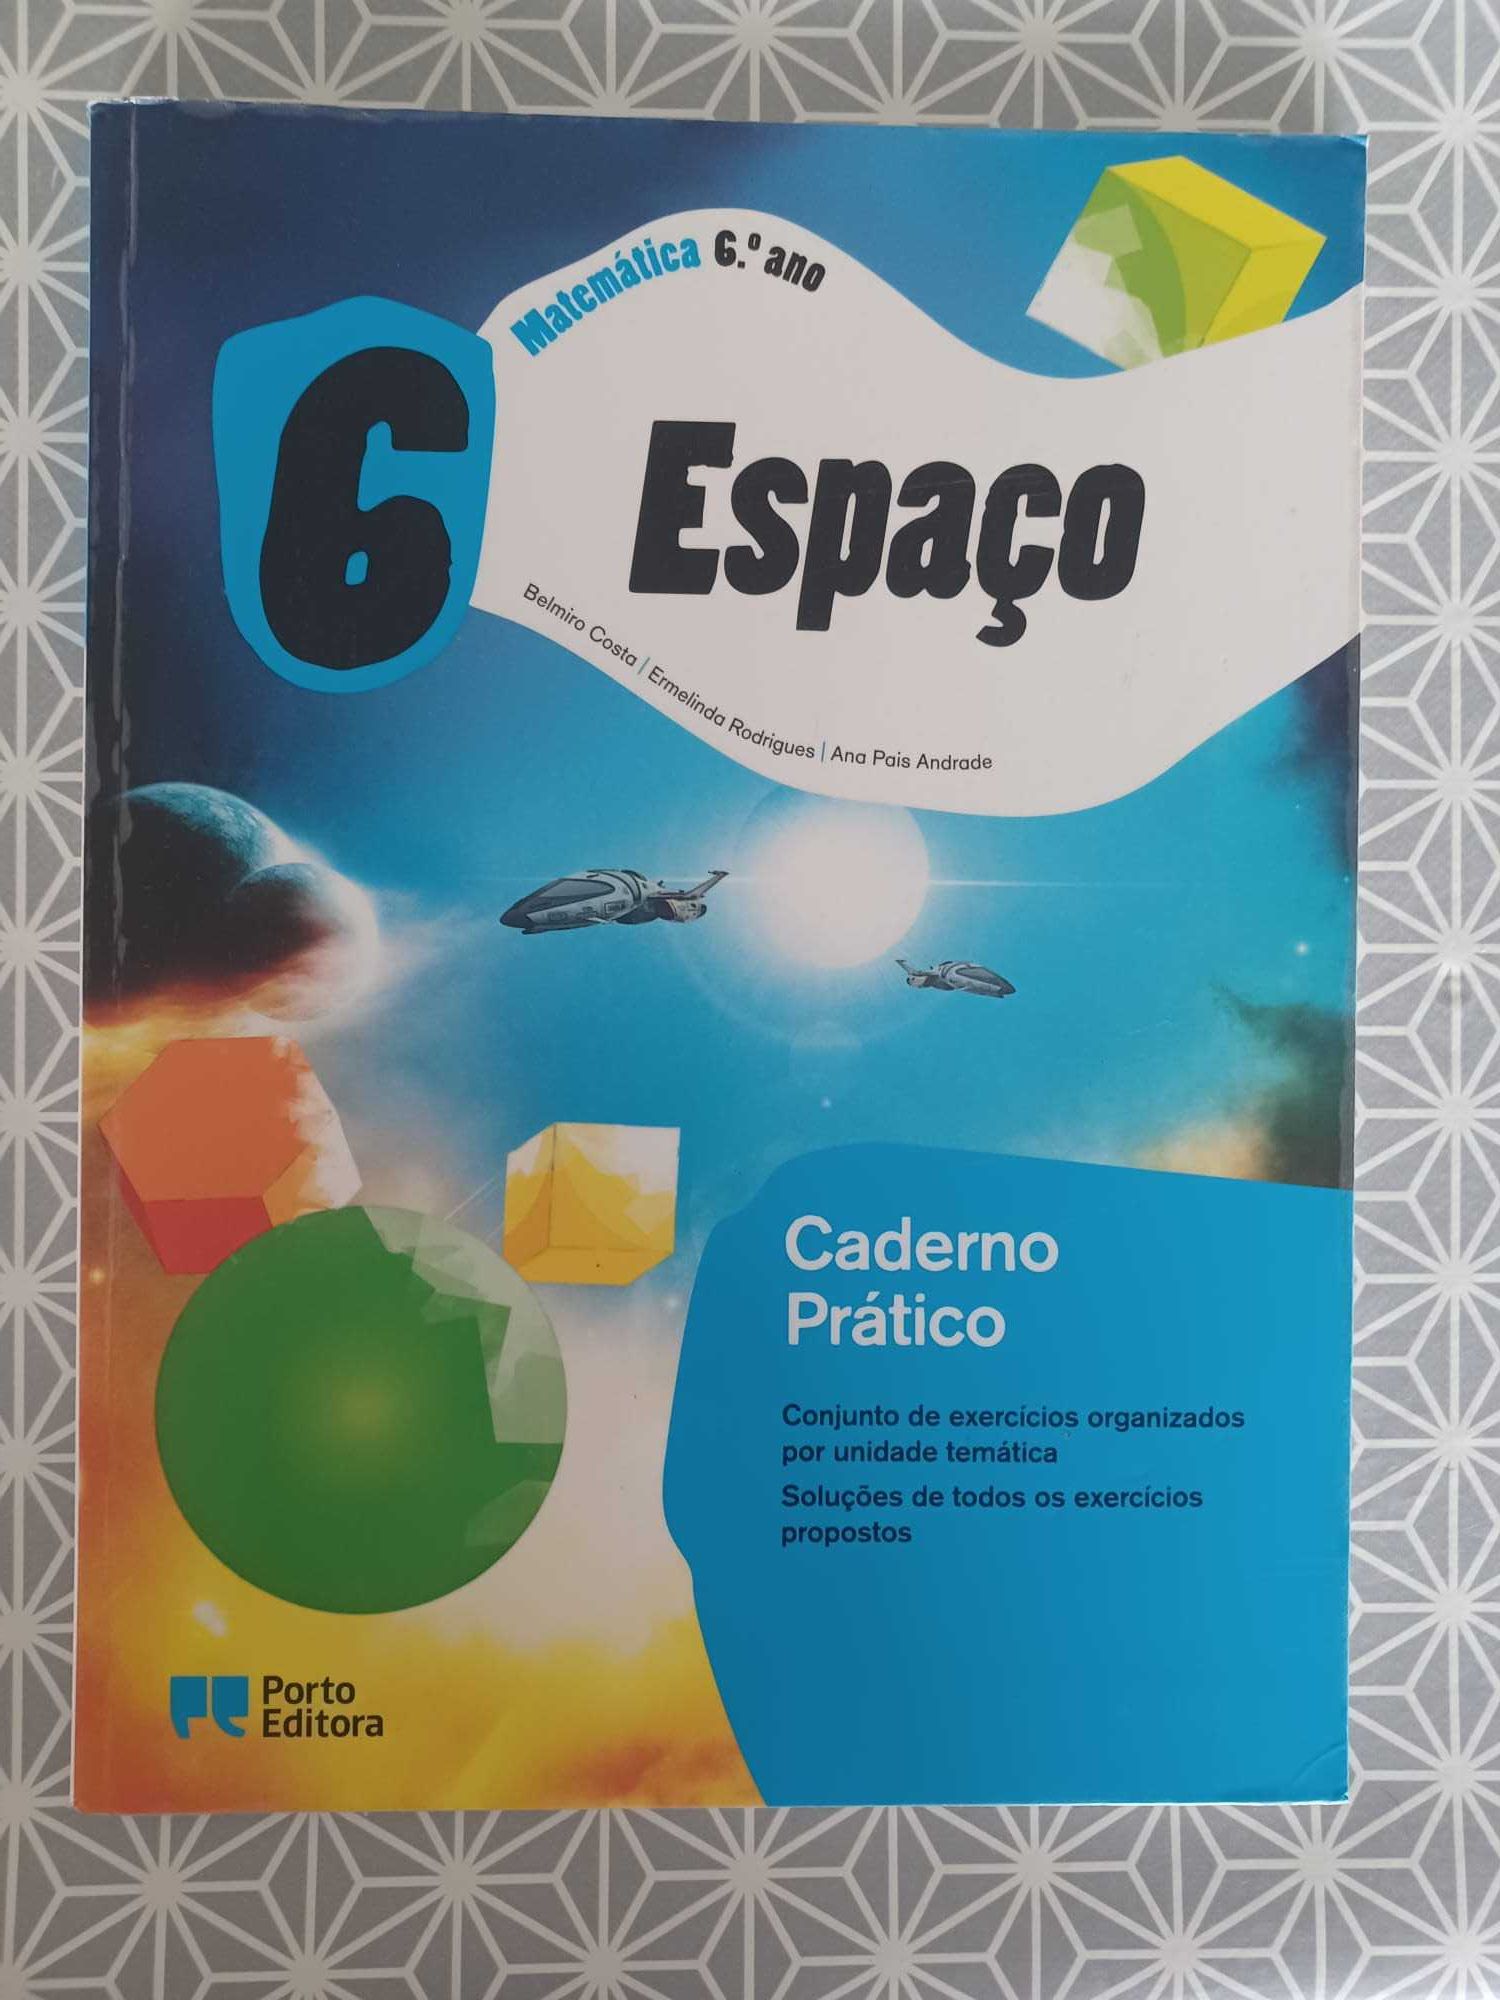 Matemática 6.º ano
6
Espaço
Belmiro Costa | Ermelinda Rodrigues | Ana Pais Andrade
Caderno
Prático
Conjunto de exercícios organizados
por unidade temática
Soluções de todos os exercícios
propostos
Porto
Editora